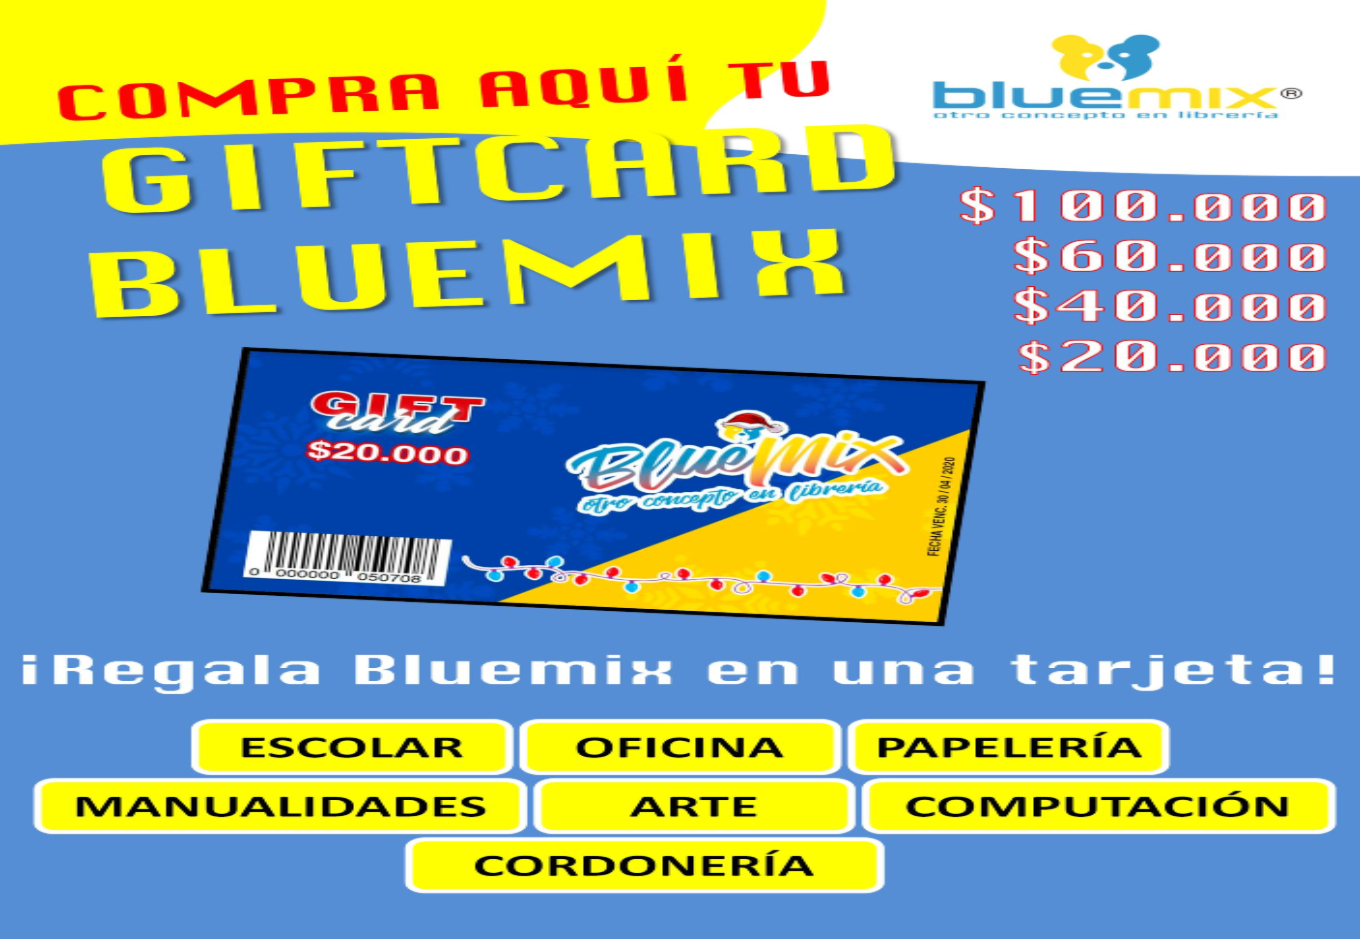 COMPRA AQUÍ TU
GIFTCARD
BLUEMIX
bluemix®
otro concepto en librería
$100.000
$60.000
$40.000
$20.000
GIFT
card
$20.000
BlueMix
otro concepto en librería
FECHA VENC. 30 / 04 / 2020
0 000000 050708
¡Regala Bluemix en una tarjeta!
ESCOLAR OFICINA PAPELERÍA
MANUALIDADES ARTE COMPUTACIÓN
CORDONERÍA